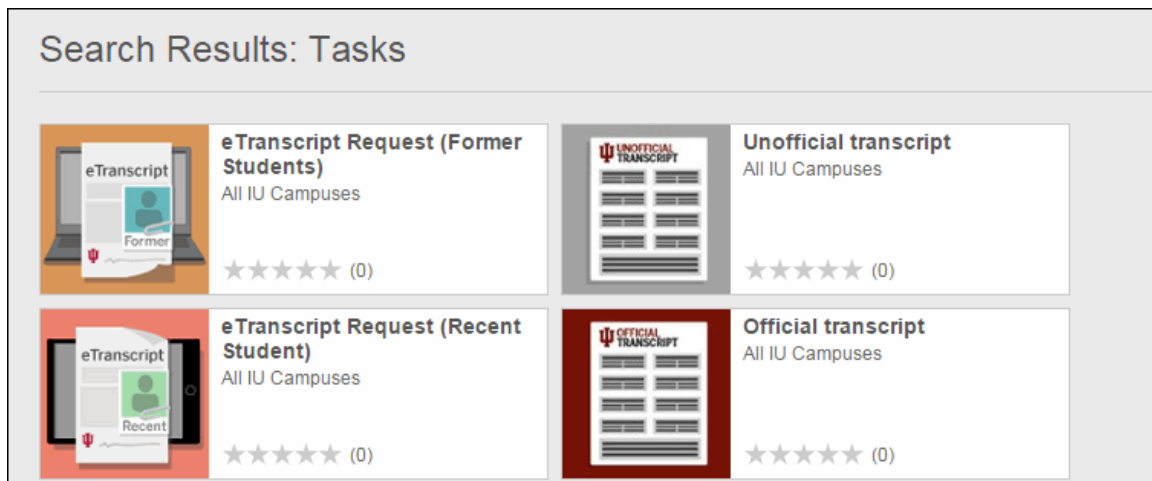 Search Results: Tasks
eTranscript
Former
eTranscript Request (Former
Students)
All IU Campuses
(0)
UNOFFICIAL
TRANSCRIPT
Unofficial transcript
All IU Campuses
(0)
eTranscript
Recent
eTranscript Request (Recent
Student)
All IU Campuses
(0)
OFFICIAL
TRANSCRIPT
Official transcript
All IU Campuses
(0)